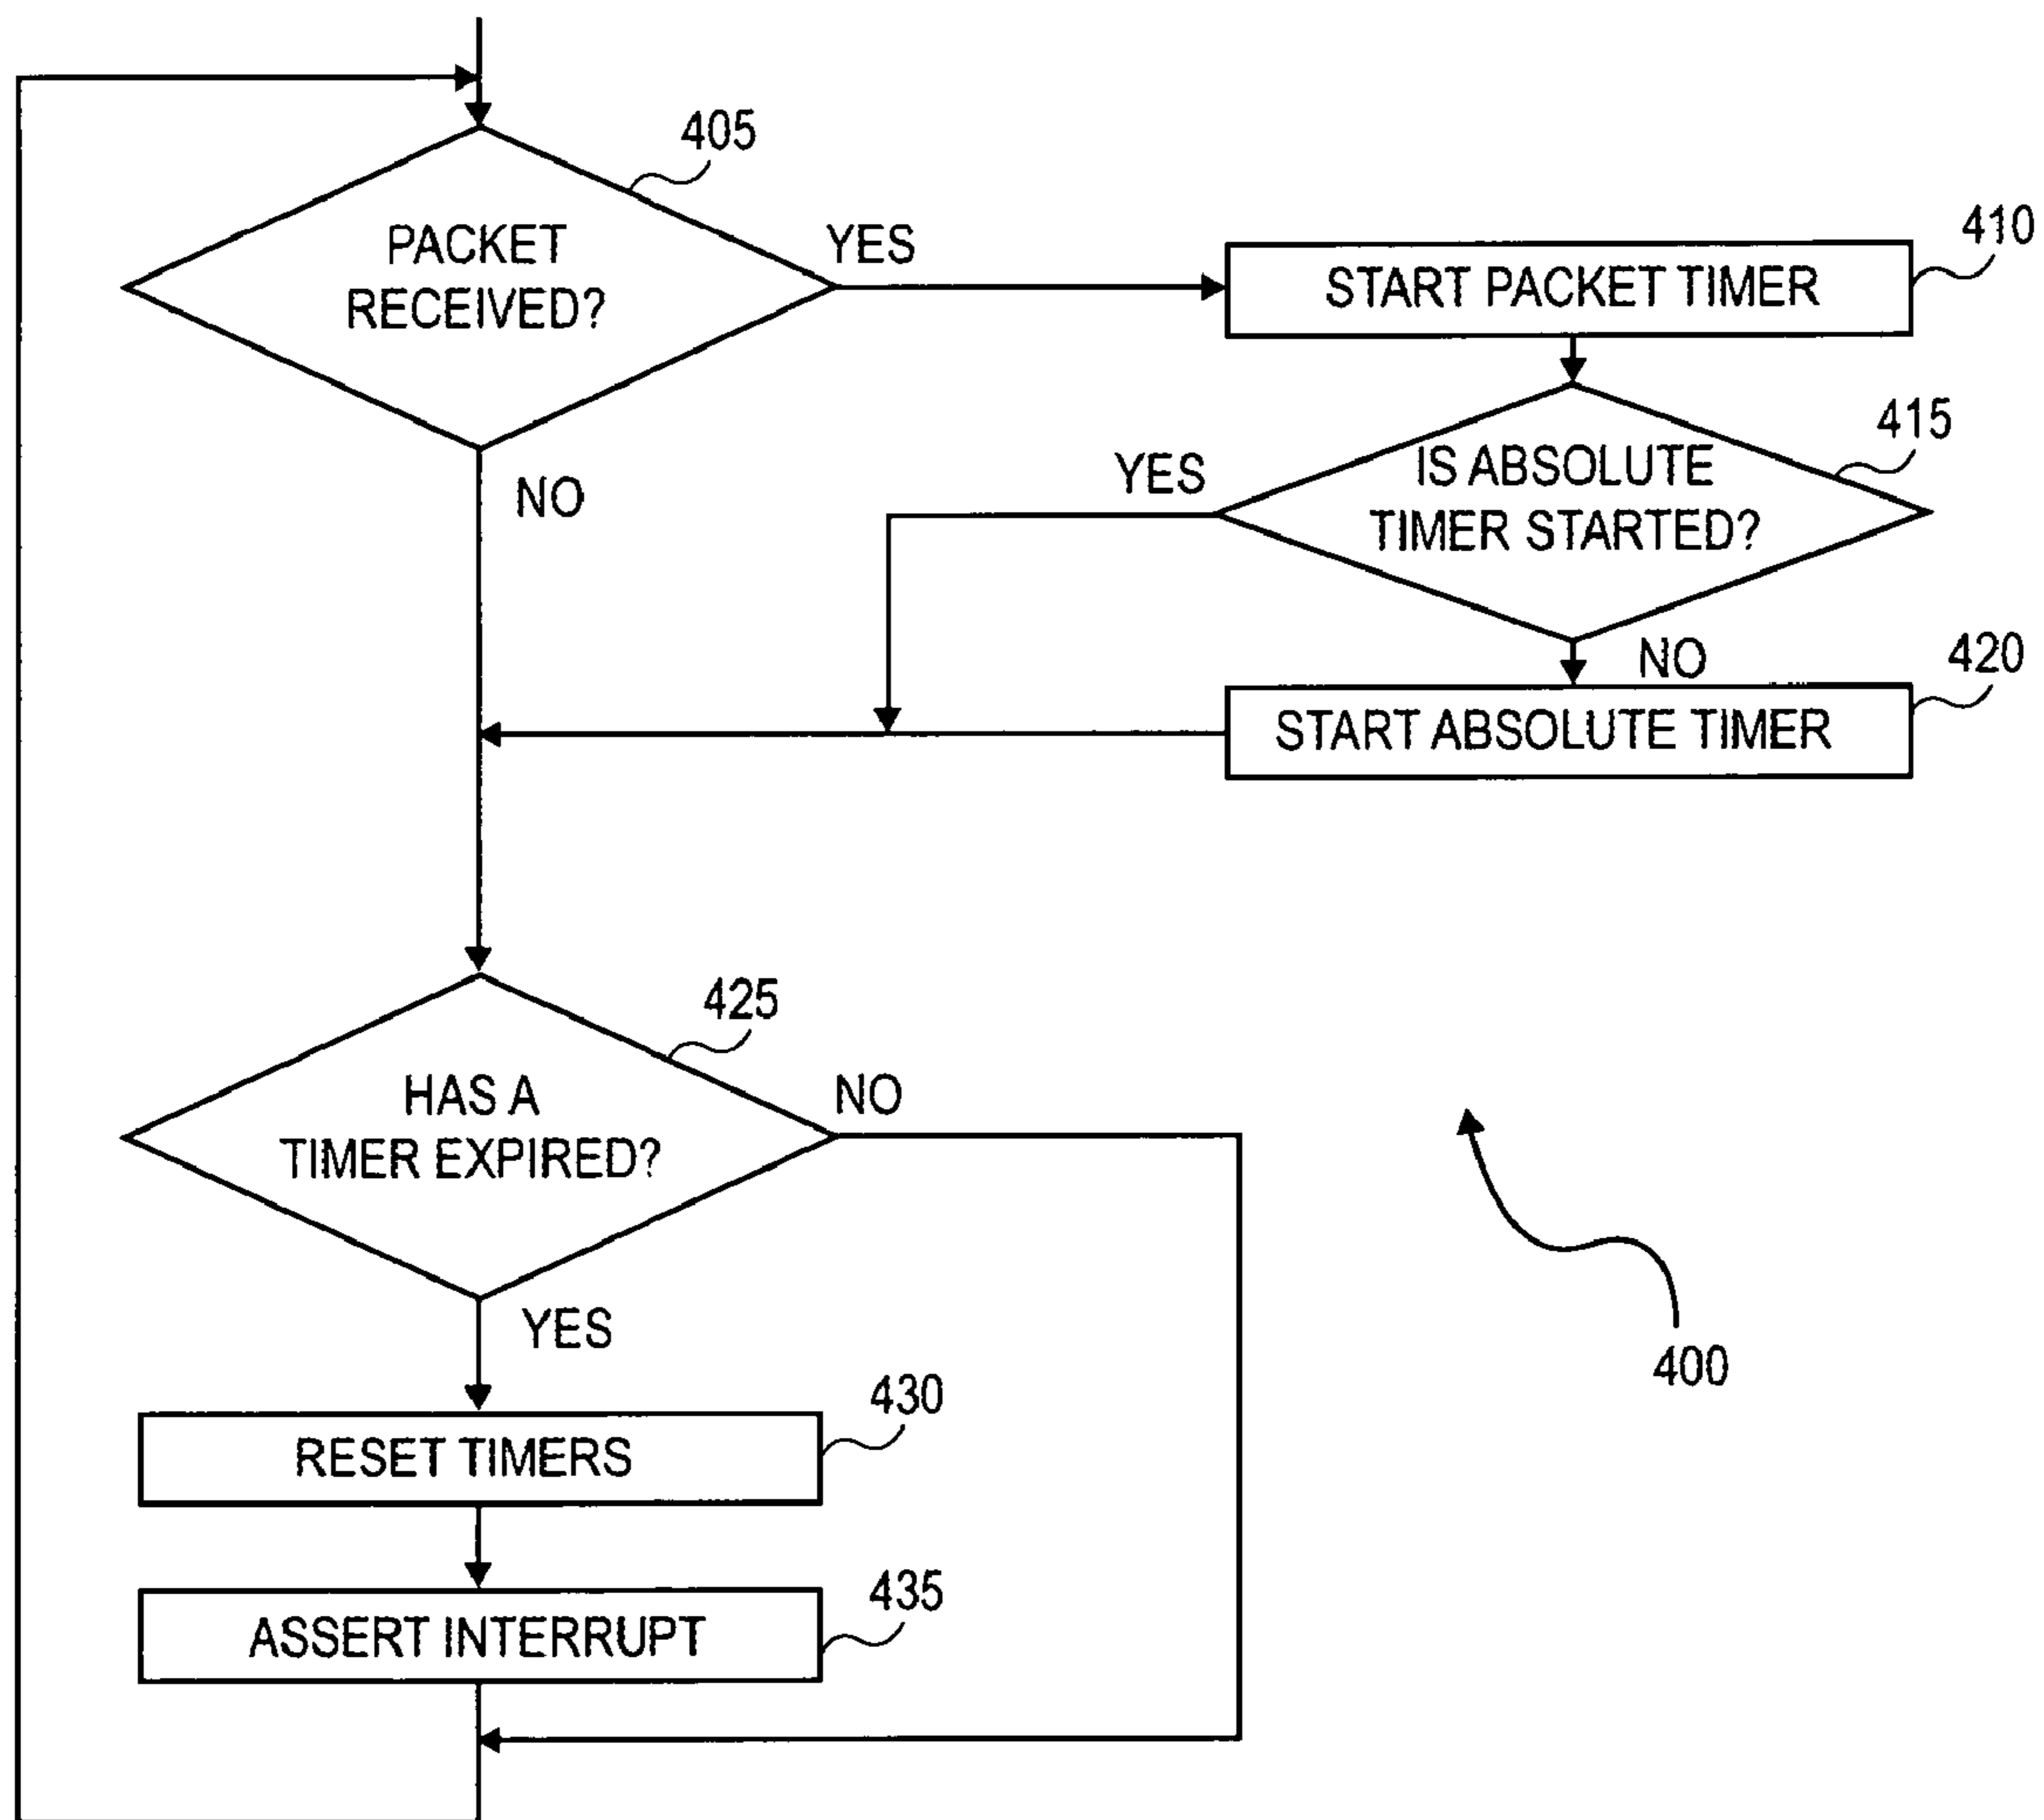 405
PACKET
RECEIVED?
YES
410
START PACKET TIMER
NO
415
IS ABSOLUTE
TIMER STARTED?
YES
NO
420
START ABSOLUTE TIMER
425
HAS A
TIMER EXPIRED?
NO
YES
400
430
RESET TIMERS
435
ASSERT INTERRUPT